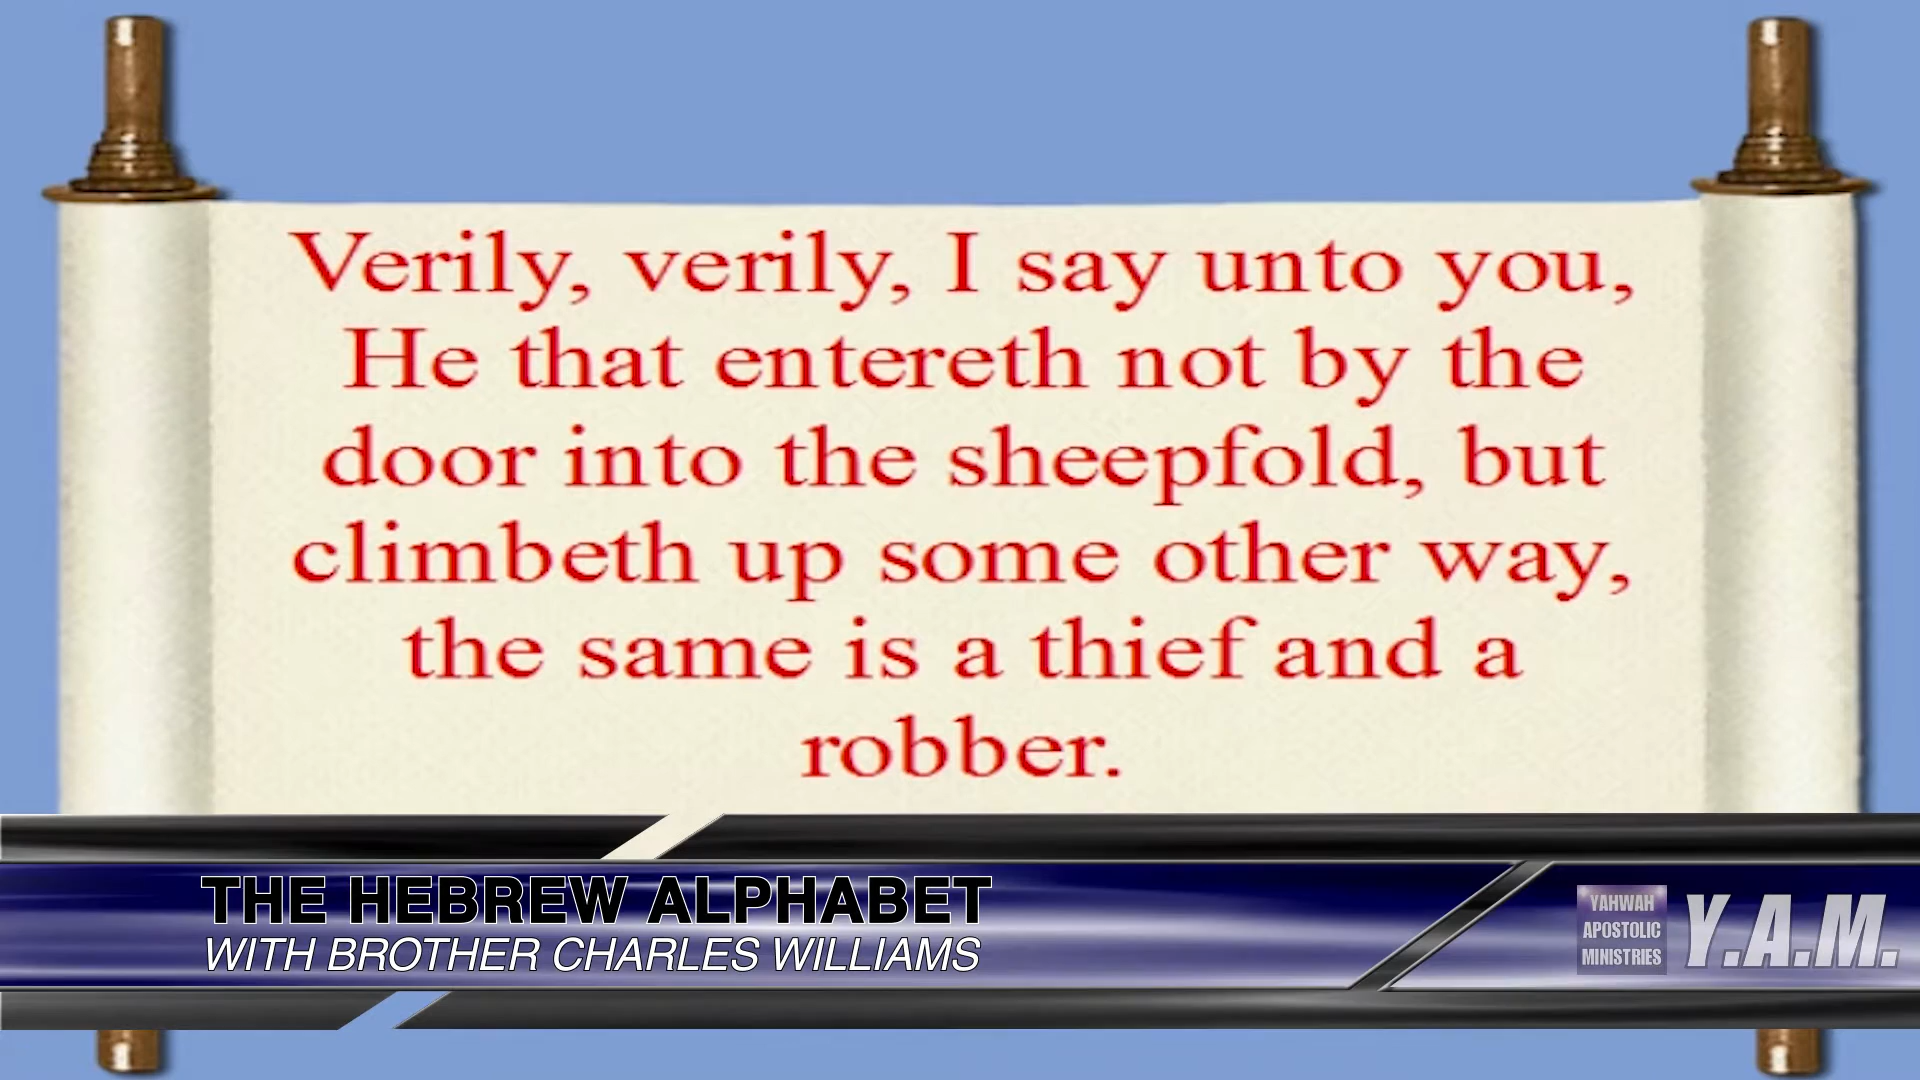 Verily, verily, I say unto you,
He that entereth not by the
door into the sheepfold, but
climbeth up some other way,
the same is a thief and a
robber.
THE HEBREW ALPHABET
WITH BROTHER CHARLES WILLIAMS
YAHWAH
APOSTOLIC
MINISTRIES
Y.A.M.